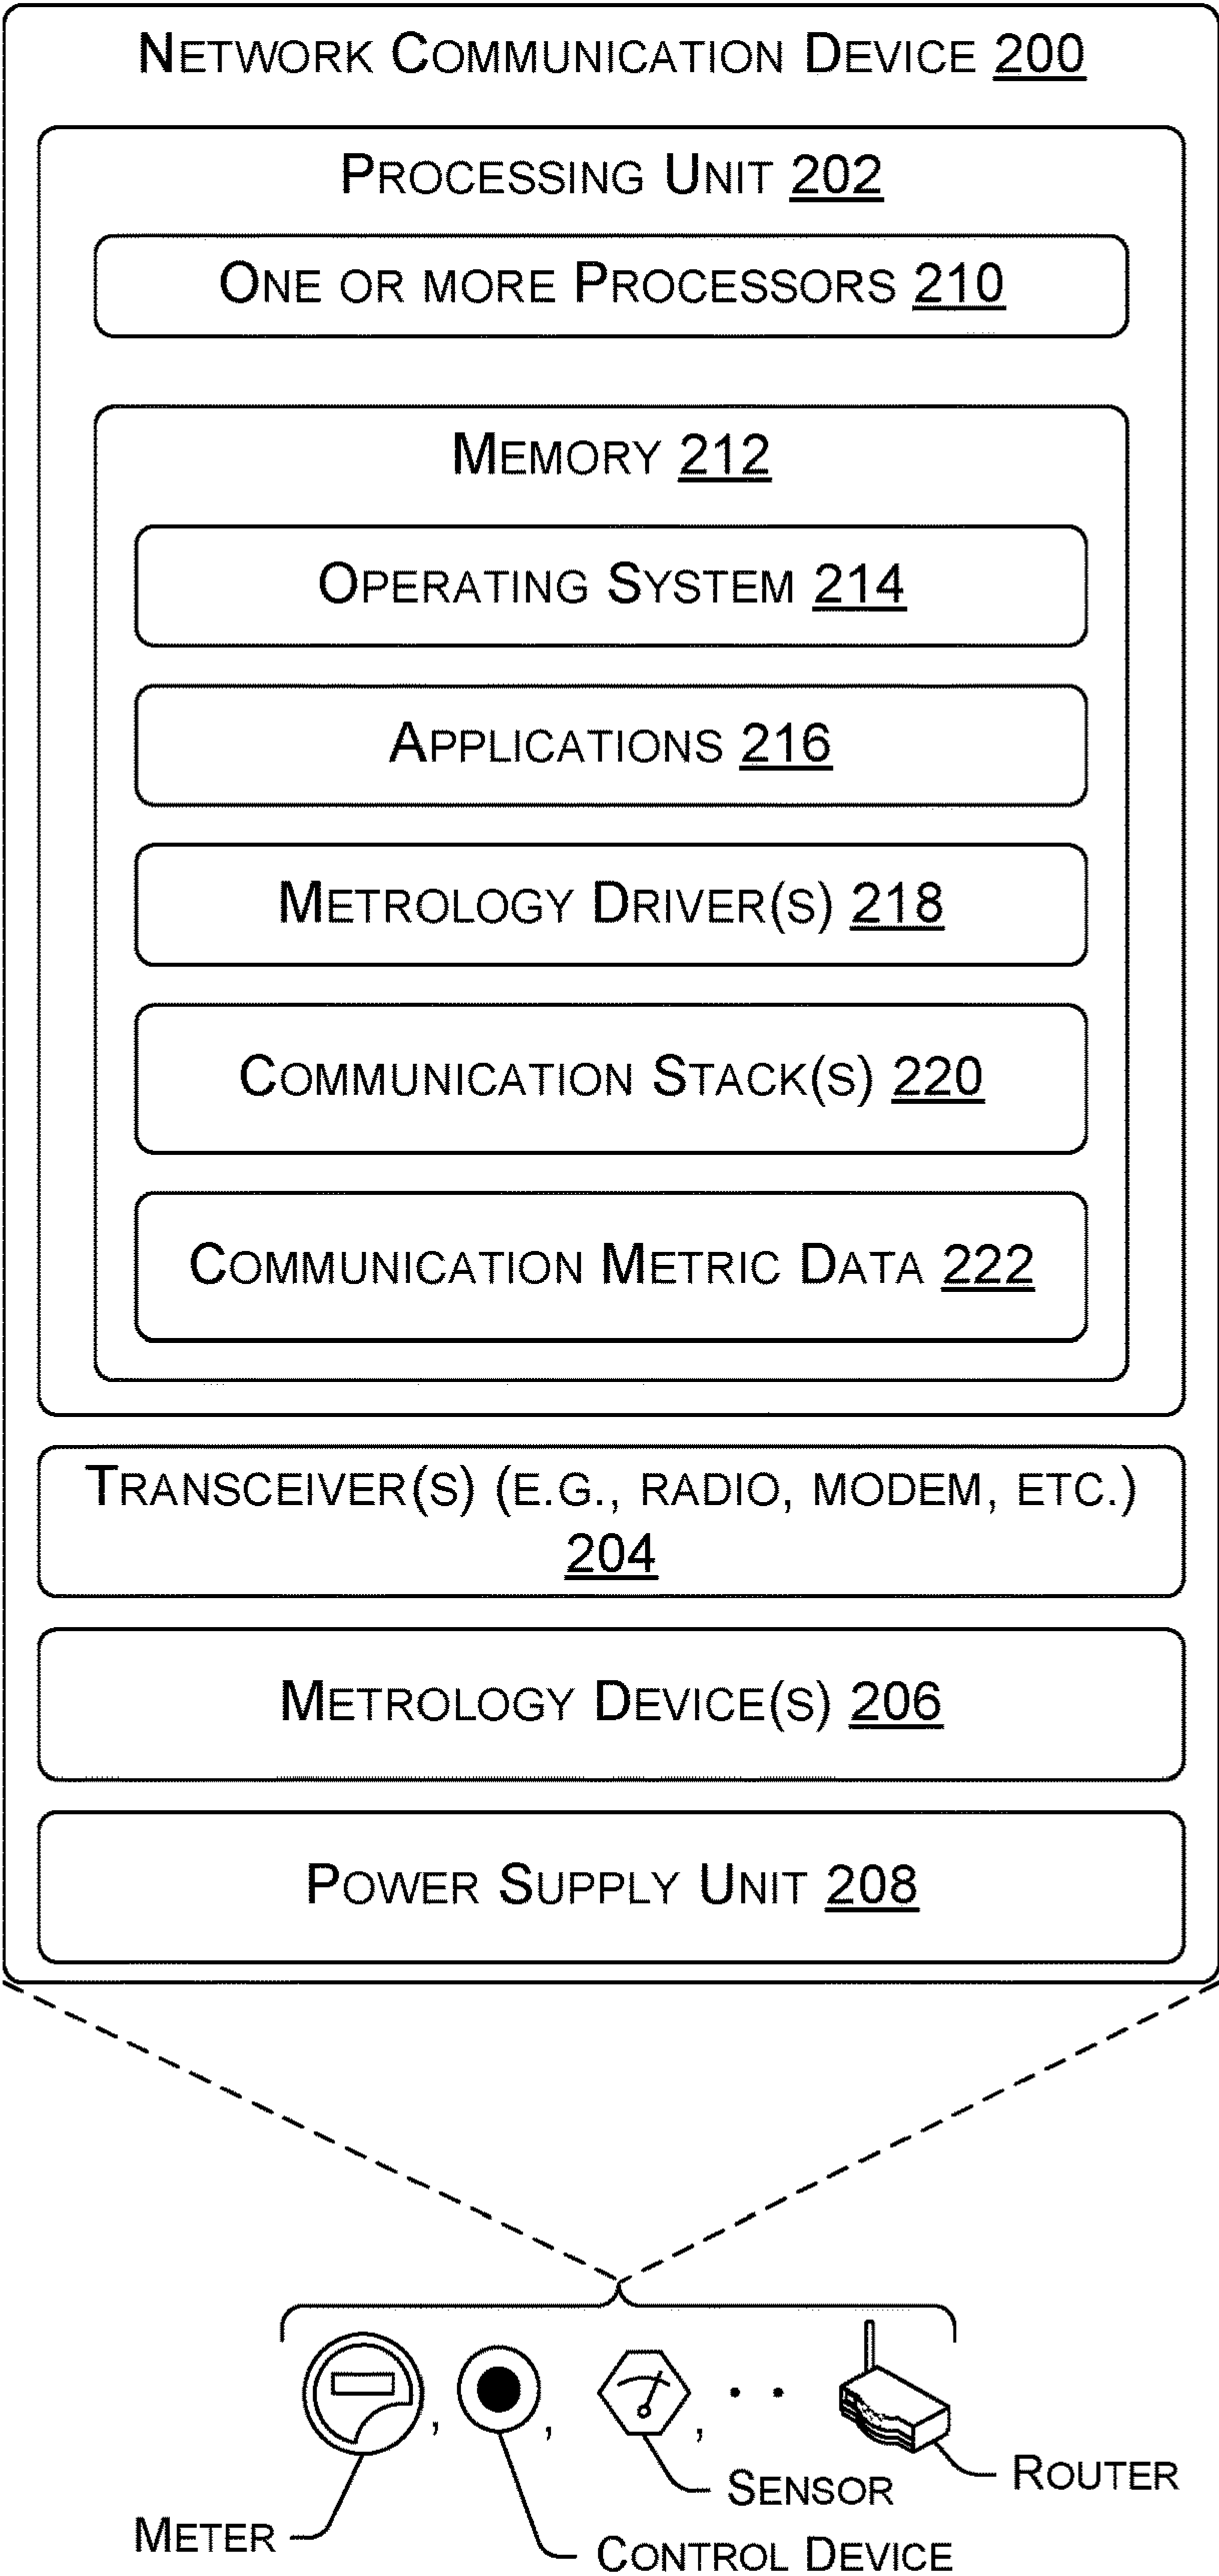 NETWORK COMMUNICATION DEVICE 200
PROCESSING UNIT 202
ONE OR MORE PROCESSORS 210
MEMORY 212
OPERATING SYSTEM 214
APPLICATIONS 216
METROLOGY DRIVER(S) 218
COMMUNICATION STACK(S) 220
COMMUNICATION METRIC DATA 222
TRANSCEIVER(S) (E.G., RADIO, MODEM, ETC.)
204
METROLOGY DEVICE(S) 206
POWER SUPPLY UNIT 208
, , , . .
ROUTER
SENSOR
METER
CONTROL DEVICE